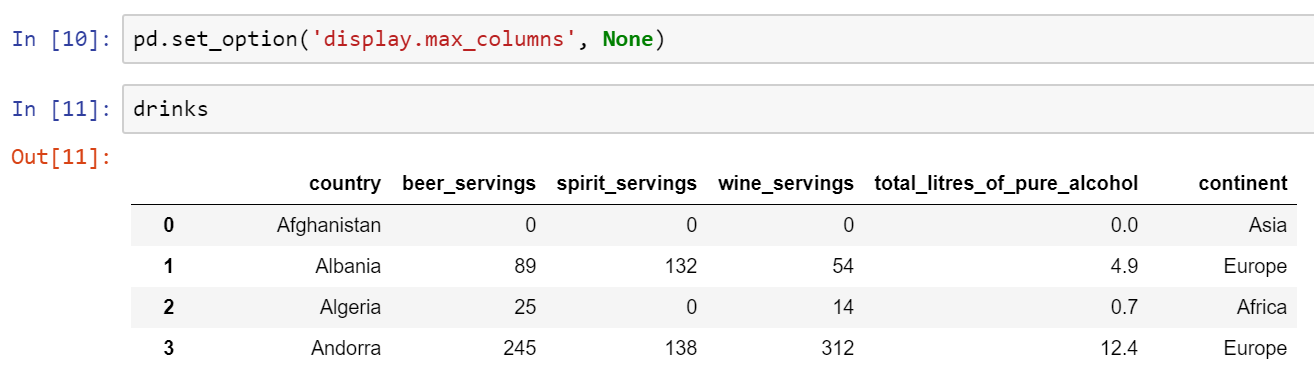 In [10]: pd.set_option('display.max_columns', None)
In [11]: drinks
Out[11]:
country beer_servings spirit_servings wine_servings total_litres_of_pure_alcohol continent
0 Afghanistan 0 0 0 0.0 Asia
1 Albania 89 132 54 4.9 Europe
2 Algeria 25 0 14 0.7 Africa
3 Andorra 245 138 312 12.4 Europe